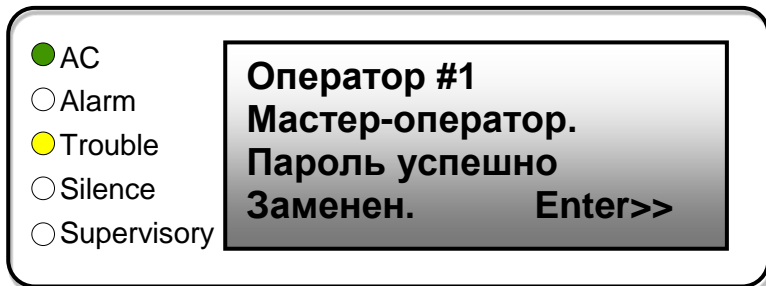 AC
Alarm
Trouble
Silence
Supervisory
Оператор #1
Мастер-оператор.
Пароль успешно
Заменен. Enter>>